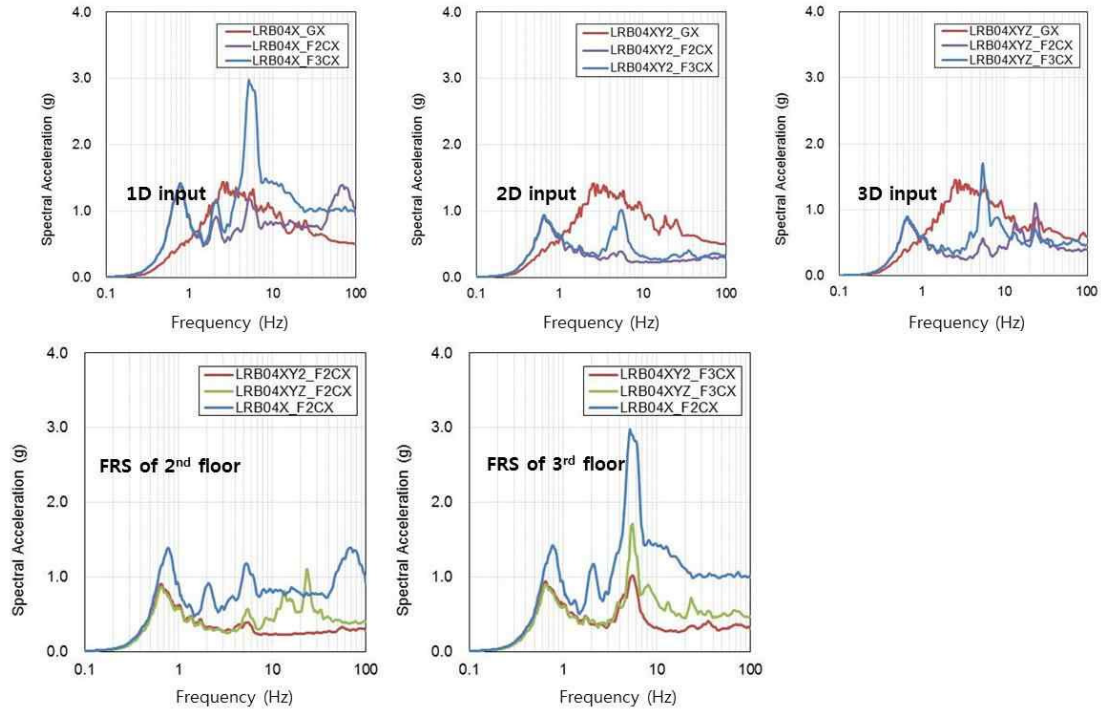 LRB04X_GX
LRB04X_F2CX
LRB04X_F3CX
1D input
Spectral Acceleration (g)
4.0
3.0
2.0
1.0
0.0
0.1
1
10
100
Frequency (Hz)
LRB04XY2_GX
LRB04XY2_F2CX
LRB04XY2_F3CX
2D input
Spectral Acceleration (g)
4.0
3.0
2.0
1.0
0.0
0.1
1
10
100
Frequency (Hz)
LRB04XYZ_GX
LRB04XYZ_F2CX
LRB04XYZ_F3CX
3D input
Spectral Acceleration (g)
4.0
3.0
2.0
1.0
0.0
0.1
1
10
100
Frequency (Hz)
LRB04XY2_F2CX
LRB04XYZ_F2CX
LRB04X_F2CX
FRS of 2nd floor
Spectral Acceleration (g)
4.0
3.0
2.0
1.0
0.0
0.1
1
10
100
Frequency (Hz)
LRB04XY2_F3CX
LRB04XYZ_F3CX
LRB04X_F2CX
FRS of 3rd floor
Spectral Acceleration (g)
4.0
3.0
2.0
1.0
0.0
0.1
1
10
100
Frequency (Hz)